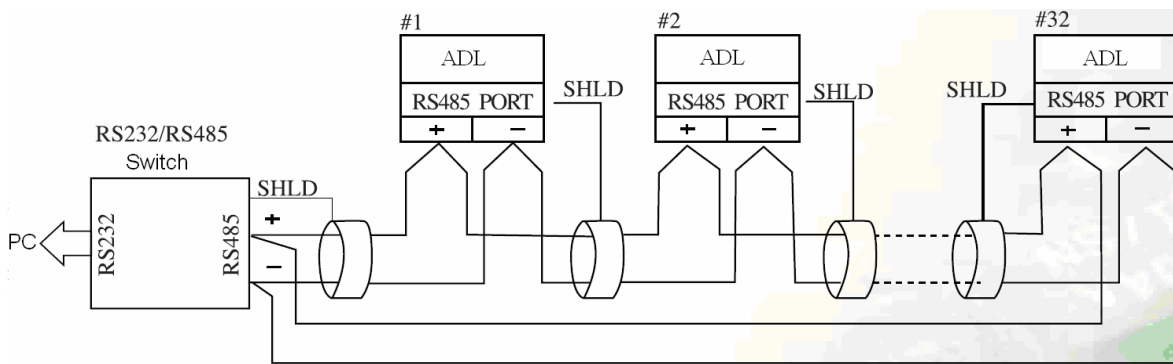 #1
#2
#32
ADL
ADL
ADL
SHLD
SHLD
SHLD
RS485 PORT
RS485 PORT
RS485 PORT
+ −
+ −
+ −
RS232/RS485
Switch
SHLD
+
−
PC
RS232
RS485